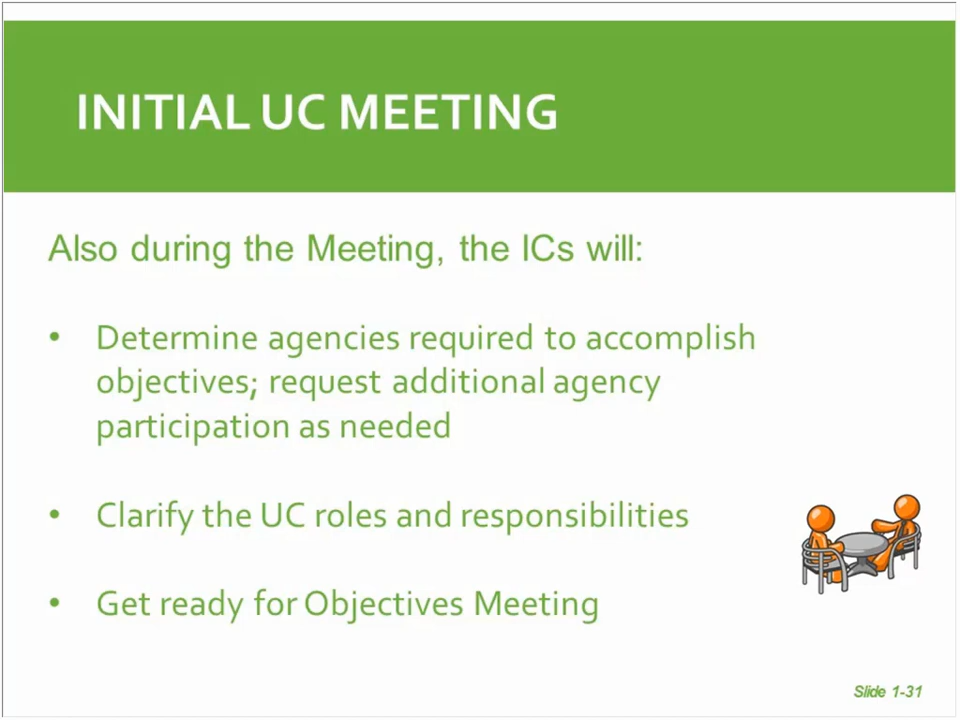 INITIAL UC MEETING
Also during the Meeting, the ICs will:
• Determine agencies required to accomplish
objectives; request additional agency
participation as needed
• Clarify the UC roles and responsibilities
• Get ready for Objectives Meeting
Slide 1-31